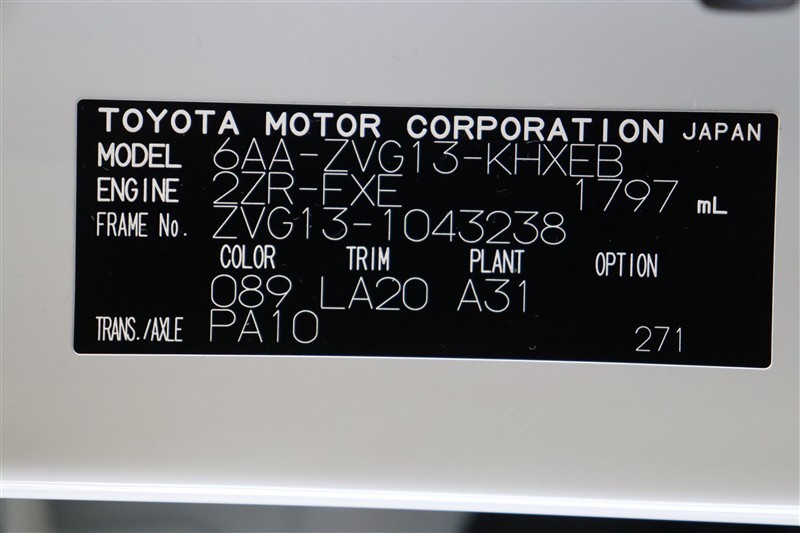 TOYOTA MOTOR CORPORATION JAPAN
MODEL 6AA-ZVG13-KHXEB
ENGINE 2ZR-FXE 1797 mL
FRAME No. ZVG13-1043238
COLOR TRIM PLANT OPTION
089 LA20 A31
TRANS./AXLE PA10 271